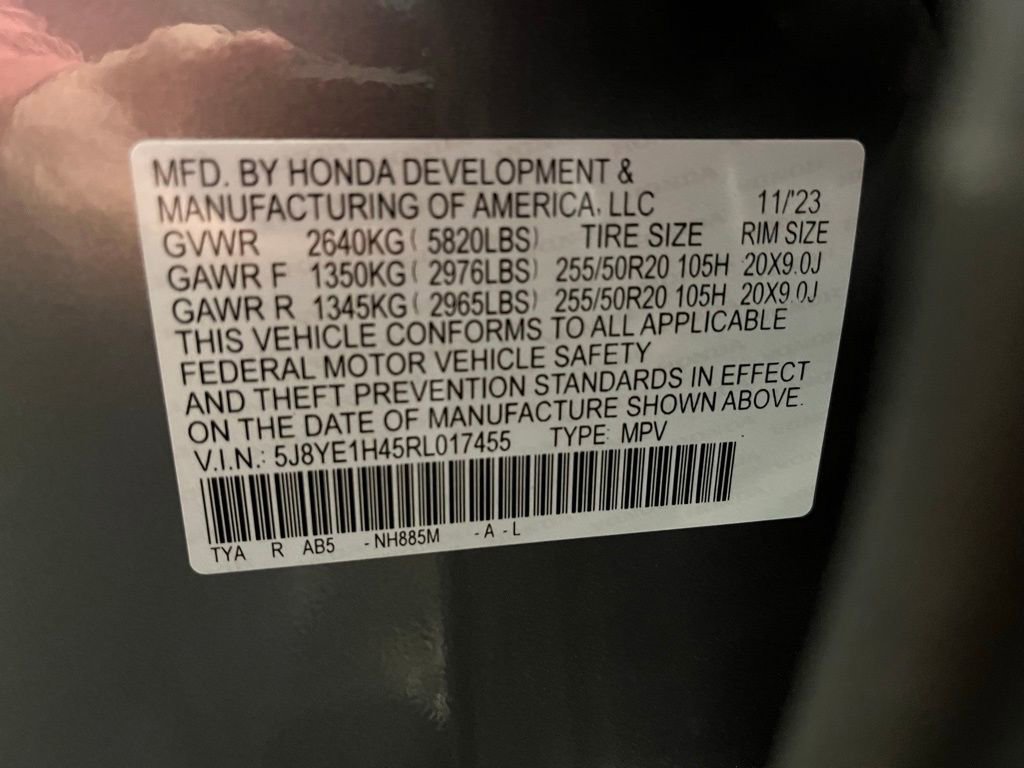 MFD. BY HONDA DEVELOPMENT &
MANUFACTURING OF AMERICA, LLC 11/'23
GVWR 2640KG ( 5820LBS) TIRE SIZE RIM SIZE
GAWR F 1350KG ( 2976LBS) 255/50R20 105H 20X9.0J
GAWR R 1345KG ( 2965LBS) 255/50R20 105H 20X9.0J
THIS VEHICLE CONFORMS TO ALL APPLICABLE
FEDERAL MOTOR VEHICLE SAFETY
AND THEFT PREVENTION STANDARDS IN EFFECT
ON THE DATE OF MANUFACTURE SHOWN ABOVE.
V.I.N.: 5J8YE1H45RL017455 TYPE: MPV
TYA R AB5 -NH885M -A-L